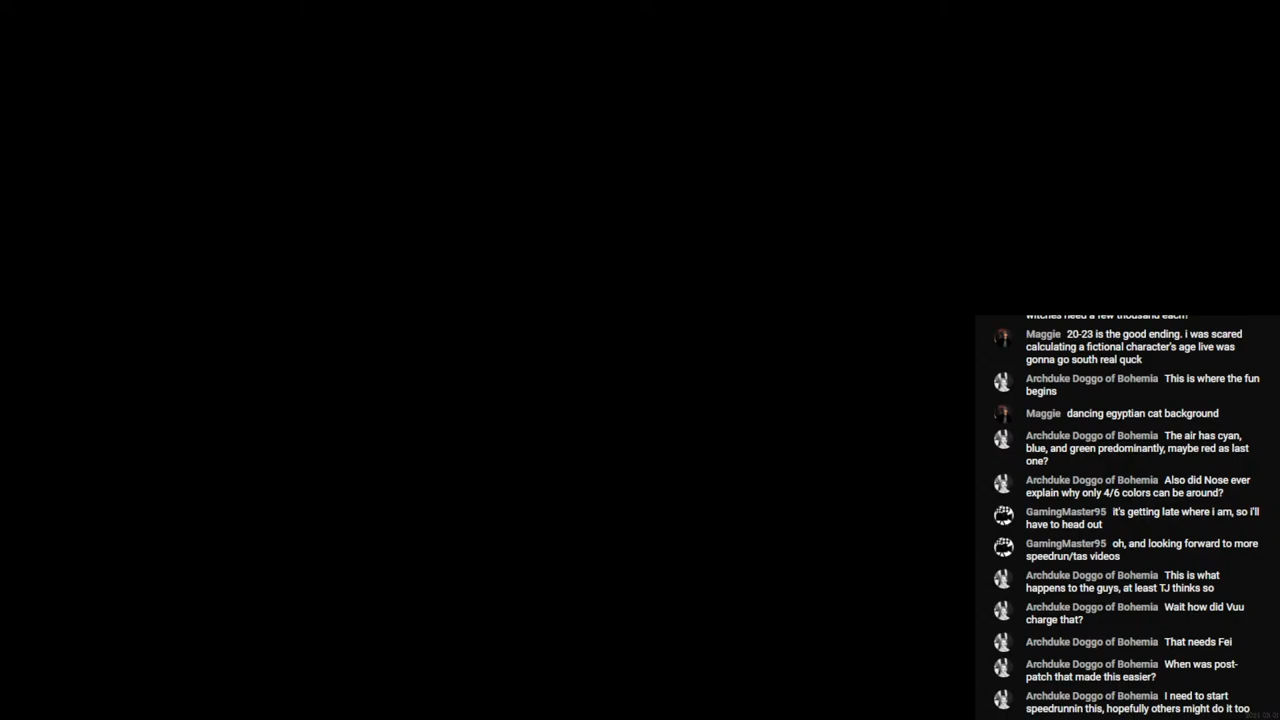 witches need a few thousand each!
Maggie 20-23 is the good ending. i was scared
calculating a fictional character's age live was
gonna go south real quck
Archduke Doggo of Bohemia This is where the fun
begins
Maggie dancing egyptian cat background
Archduke Doggo of Bohemia The air has cyan,
blue, and green predominantly, maybe red as last
one?
Archduke Doggo of Bohemia Also did Nose ever
explain why only 4/6 colors can be around?
GamingMaster95 it's getting late where i am, so i'll
have to head out
GamingMaster95 oh, and looking forward to more
speedrun/tas videos
Archduke Doggo of Bohemia This is what
happens to the guys, at least TJ thinks so
Archduke Doggo of Bohemia Wait how did Vuu
charge that?
Archduke Doggo of Bohemia That needs Fei
Archduke Doggo of Bohemia When was post-
patch that made this easier?
Archduke Doggo of Bohemia I need to start
speedrunnin this, hopefully others might do it too